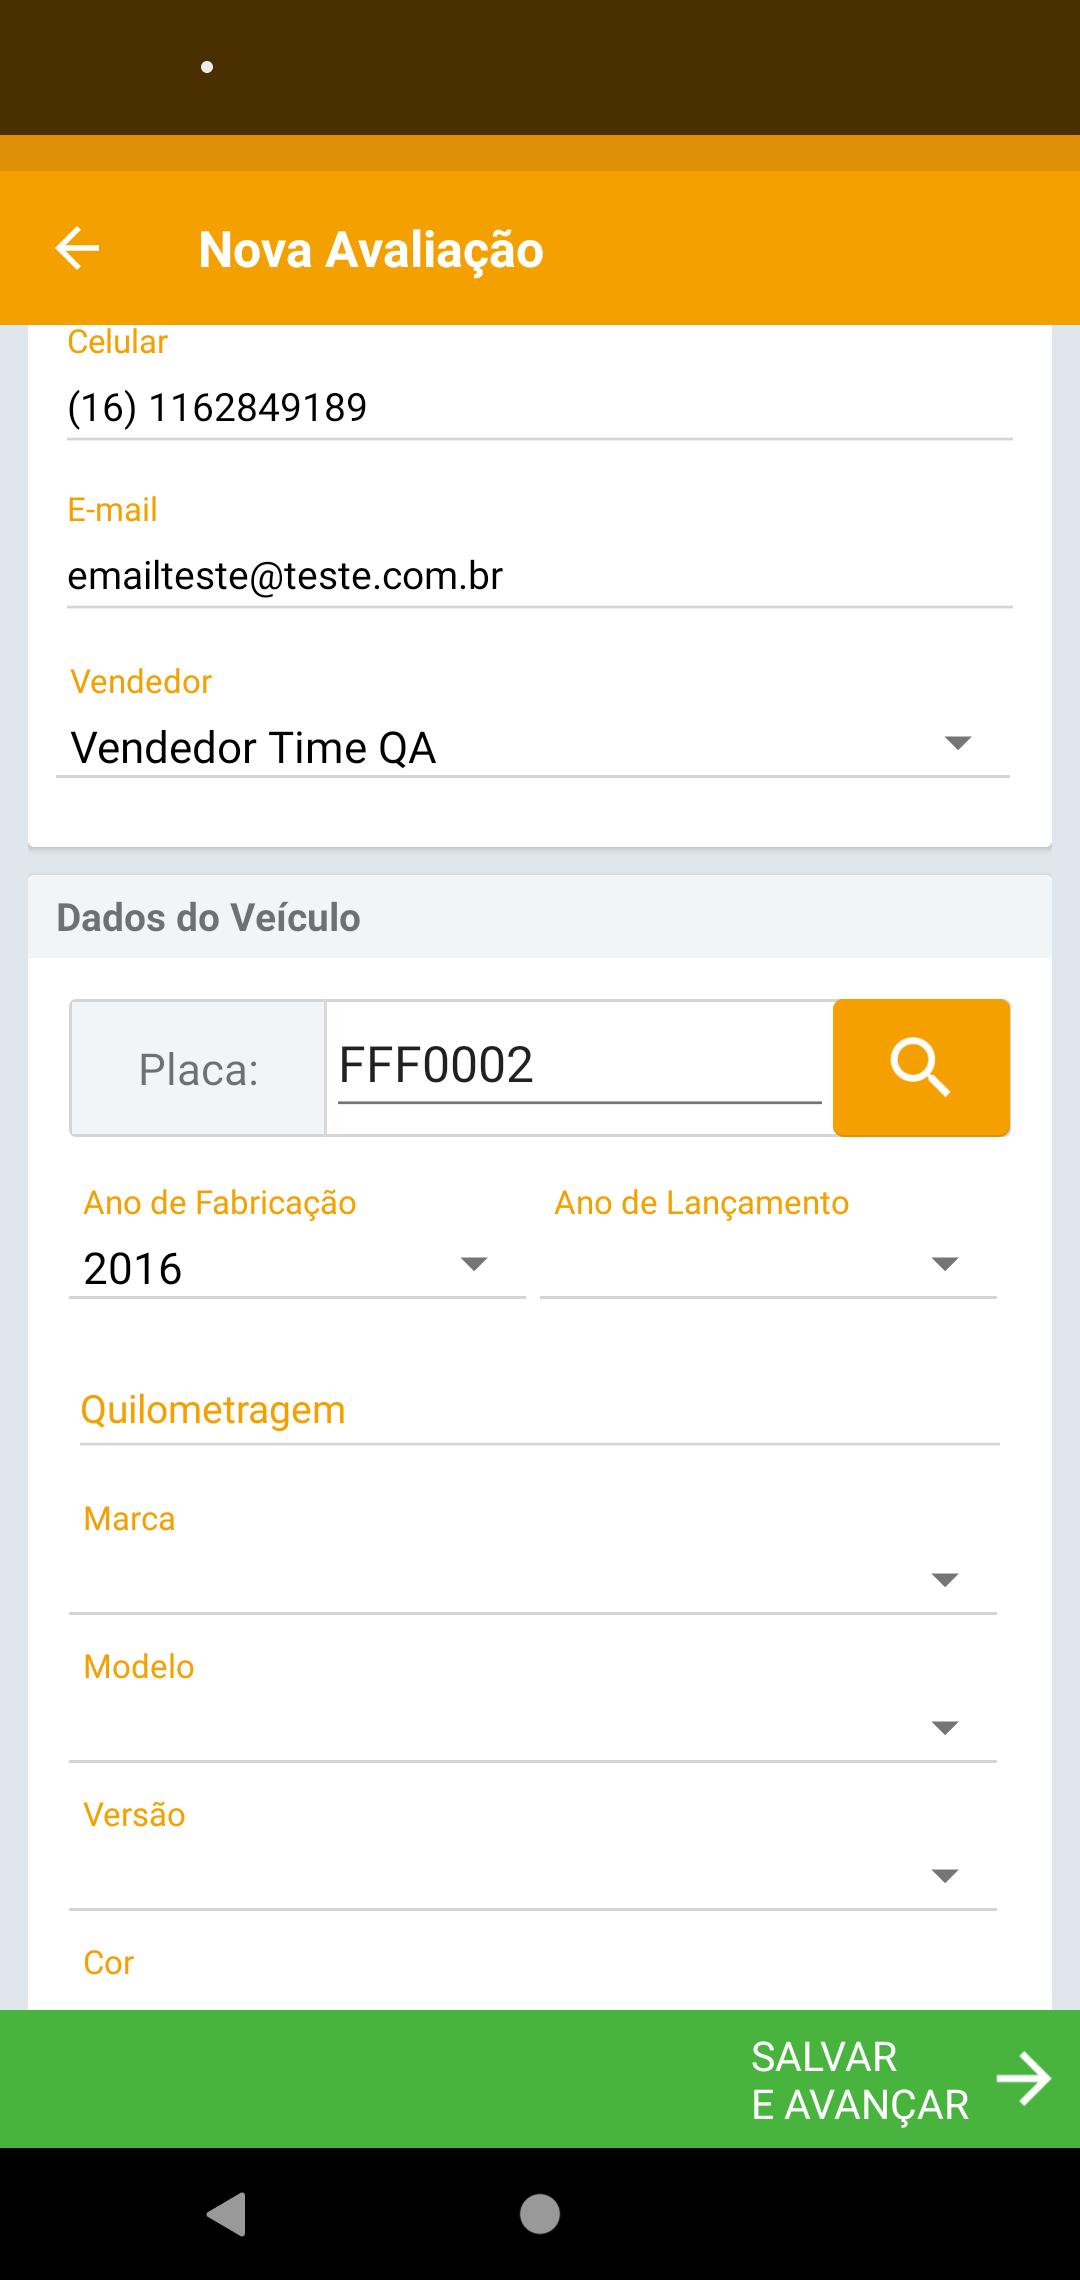 Nova Avaliação
Celular
(16) 1162849189
E-mail
emailteste@teste.com.br
Vendedor
Vendedor Time QA
Dados do Veículo
Placa: FFF0002
Ano de Fabricação Ano de Lançamento
2016
Quilometragem
Marca
Modelo
Versão
Cor
SALVAR
E AVANÇAR